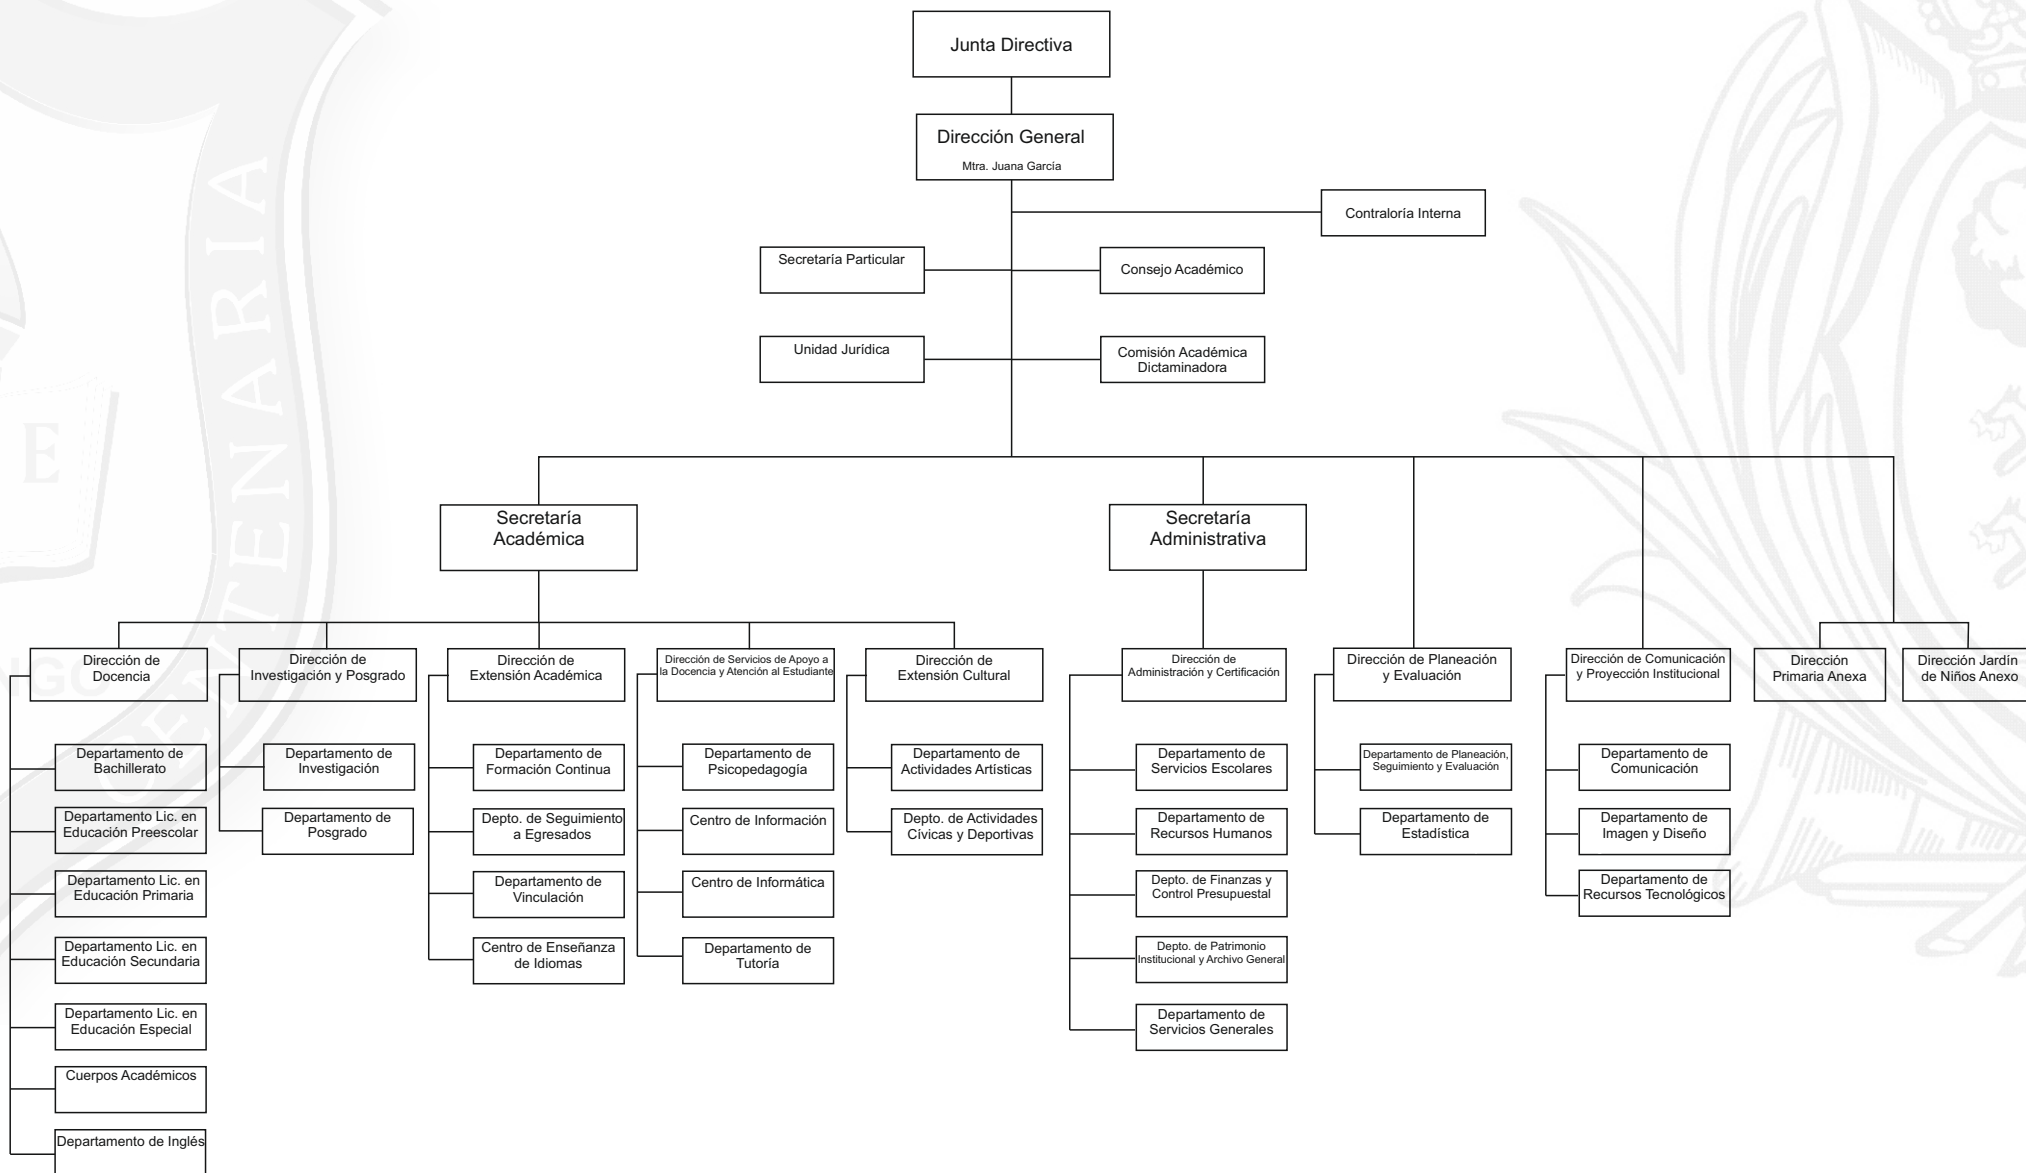 Junta Directiva
Dirección General
Mtra. Juana García
Contraloría Interna
Secretaría Particular
Consejo Académico
Unidad Jurídica
Comisión Académica
Dictaminadora
Secretaría
Académica
Secretaría
Administrativa
Dirección de
Docencia
Dirección de
Investigación y Posgrado
Dirección de
Extensión Académica
Dirección de Servicios de Apoyo a
la Docencia y Atención al Estudiante
Dirección de
Extensión Cultural
Dirección de
Administración y Certificación
Dirección de Planeación
y Evaluación
Dirección de Comunicación
y Proyección Institucional
Dirección
Primaria Anexa
Dirección Jardín
de Niños Anexo
Departamento de
Bachillerato
Departamento Lic. en
Educación Preescolar
Departamento Lic. en
Educación Primaria
Departamento Lic. en
Educación Secundaria
Departamento Lic. en
Educación Especial
Cuerpos Académicos
Departamento de Inglés
Departamento de
Investigación
Departamento de
Posgrado
Departamento de
Formación Continua
Depto. de Seguimiento
a Egresados
Departamento de
Vinculación
Centro de Enseñanza
de Idiomas
Departamento de
Psicopedagogía
Centro de Información
Centro de Informática
Departamento de
Tutoría
Departamento de
Actividades Artísticas
Depto. de Actividades
Cívicas y Deportivas
Departamento de
Servicios Escolares
Departamento de
Recursos Humanos
Depto. de Finanzas y
Control Presupuestal
Depto. de Patrimonio
Institucional y Archivo General
Departamento de
Servicios Generales
Departamento de Planeación,
Seguimiento y Evaluación
Departamento de
Estadística
Departamento de
Comunicación
Departamento de
Imagen y Diseño
Departamento de
Recursos Tecnológicos
CENTENARIA
E
NGO